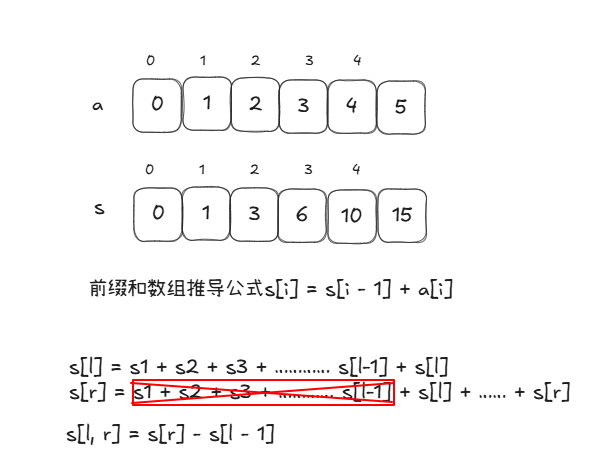 0 1 2 3 4
a 0 1 2 3 4 5
0 1 2 3 4
s 0 1 3 6 10 15
前缀和数组推导公式s[i] = s[i - 1] + a[i]
s[l] = s1 + s2 + s3 + ............ s[l-1] + s[l]
s[r] = s1 + s2 + s3 + ............ s[l-1] + s[l] + ...... + s[r]
s[l, r] = s[r] - s[l - 1]